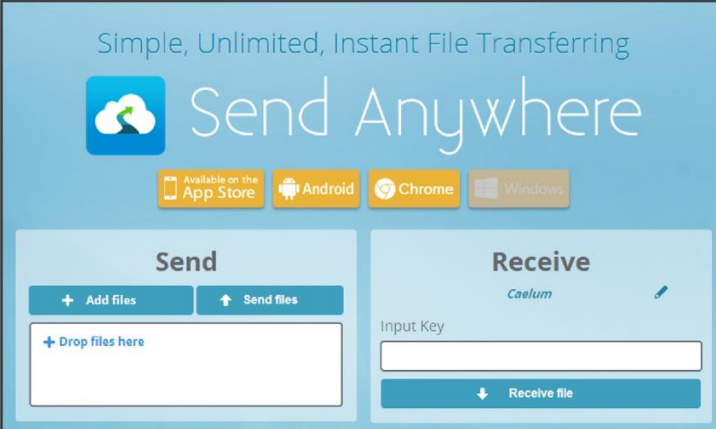 Simple, Unlimited, Instant File Transferring
Send Anywhere
Available on the
App Store
Android
Chrome
Windows
Send
Add files
Send files
Drop files here
Receive
Caelum
Input Key
Receive file